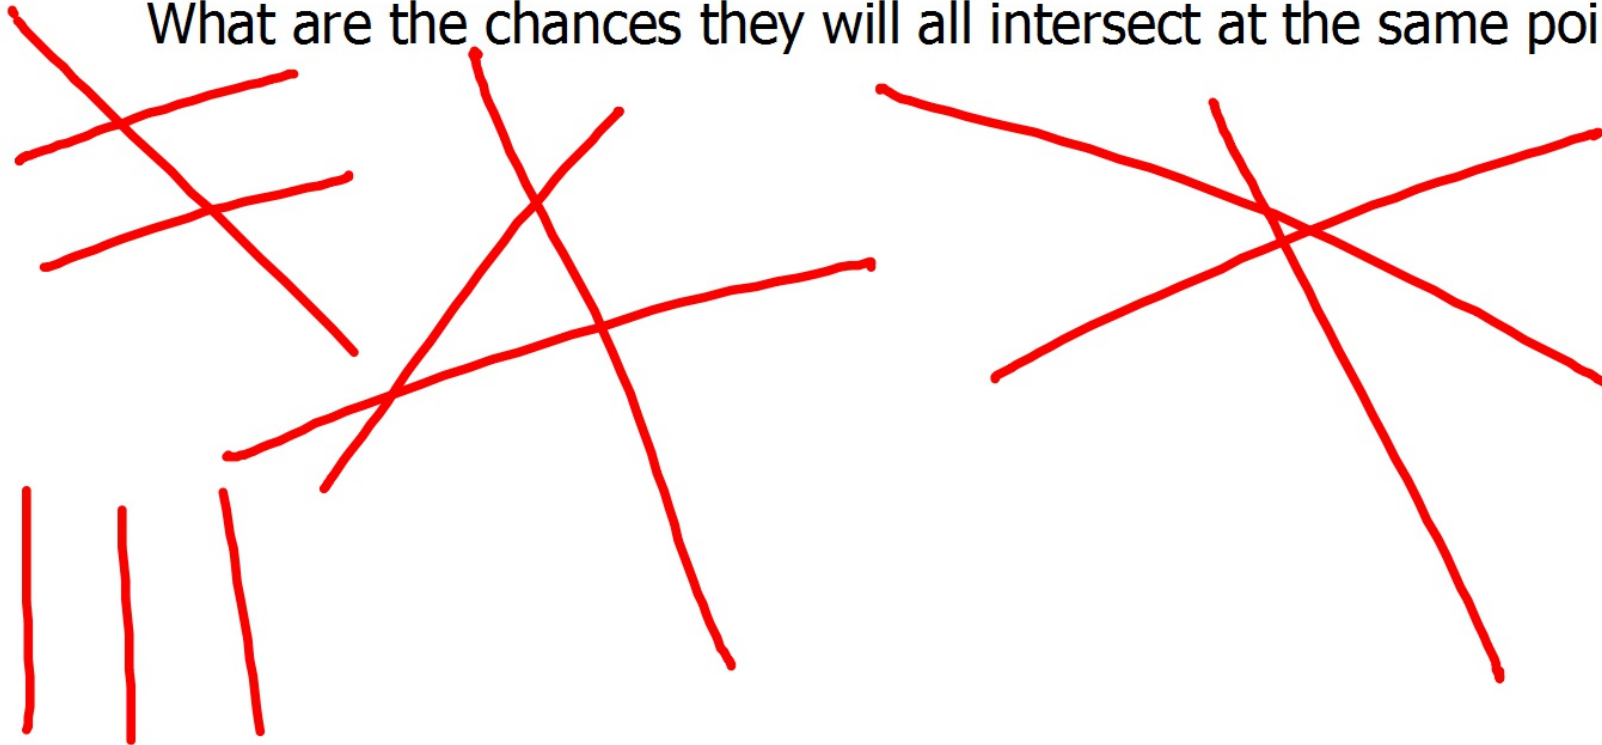 What are the chances they will all intersect at the same poi